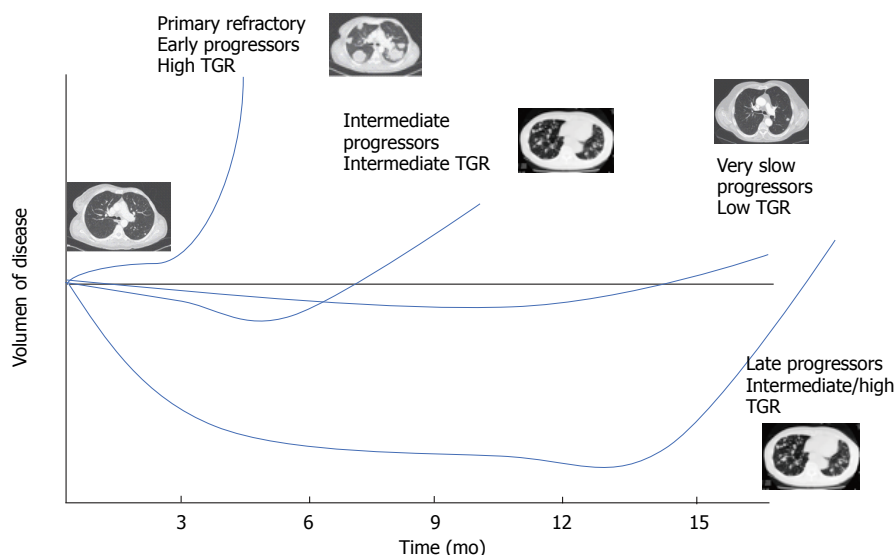 Primary refractory
Early progressors
High TGR
Intermediate
progressors
Intermediate TGR
Very slow
progressors
Low TGR
Volumen of disease
Late progressors
Intermediate/high
TGR
3
6
9
12
15
Time (mo)